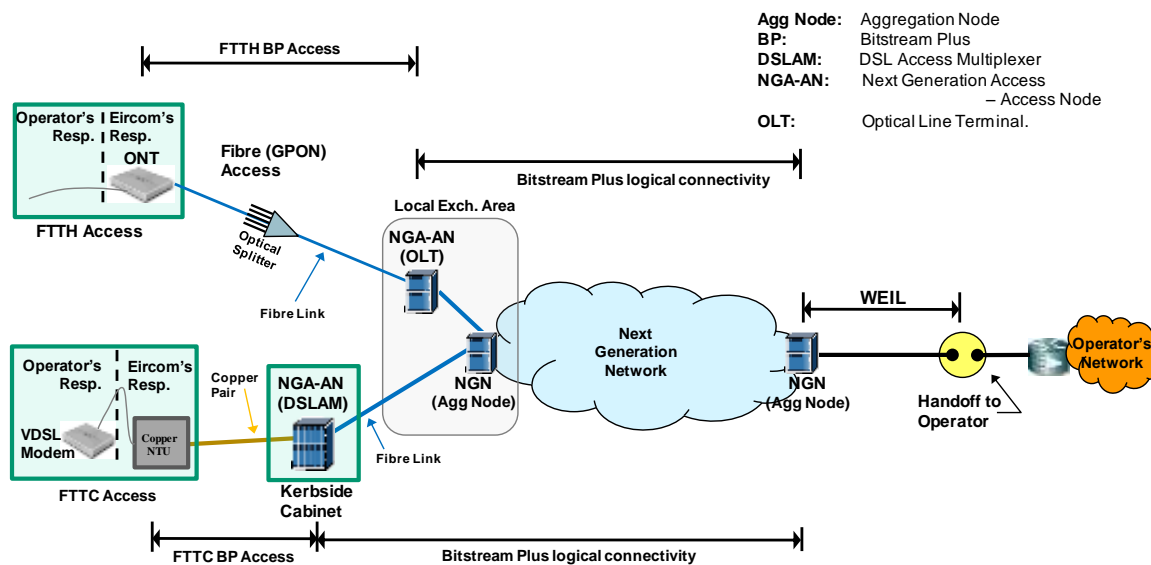 Agg Node: Aggregation Node
BP: Bitstream Plus
DSLAM: DSL Access Multiplexer
NGA-AN: Next Generation Access
– Access Node
OLT: Optical Line Terminal.
FTTH BP Access
Operator's
Resp.
Eircom's
Resp.
ONT
FTTH Access
Fibre (GPON)
Access
Optical
Splitter
Fibre Link
Bitstream Plus logical connectivity
Local Exch. Area
NGA-AN
(OLT)
NGN
(Agg Node)
Next
Generation
Network
WEIL
NGN
(Agg Node)
Handoff to
Operator
Operator's
Network
Operator's
Resp.
Eircom's
Resp.
VDSL
Modem
Copper
NTU
FTTC Access
Copper
Pair
NGA-AN
(DSLAM)
Kerbside
Cabinet
Fibre Link
FTTC BP Access
Bitstream Plus logical connectivity